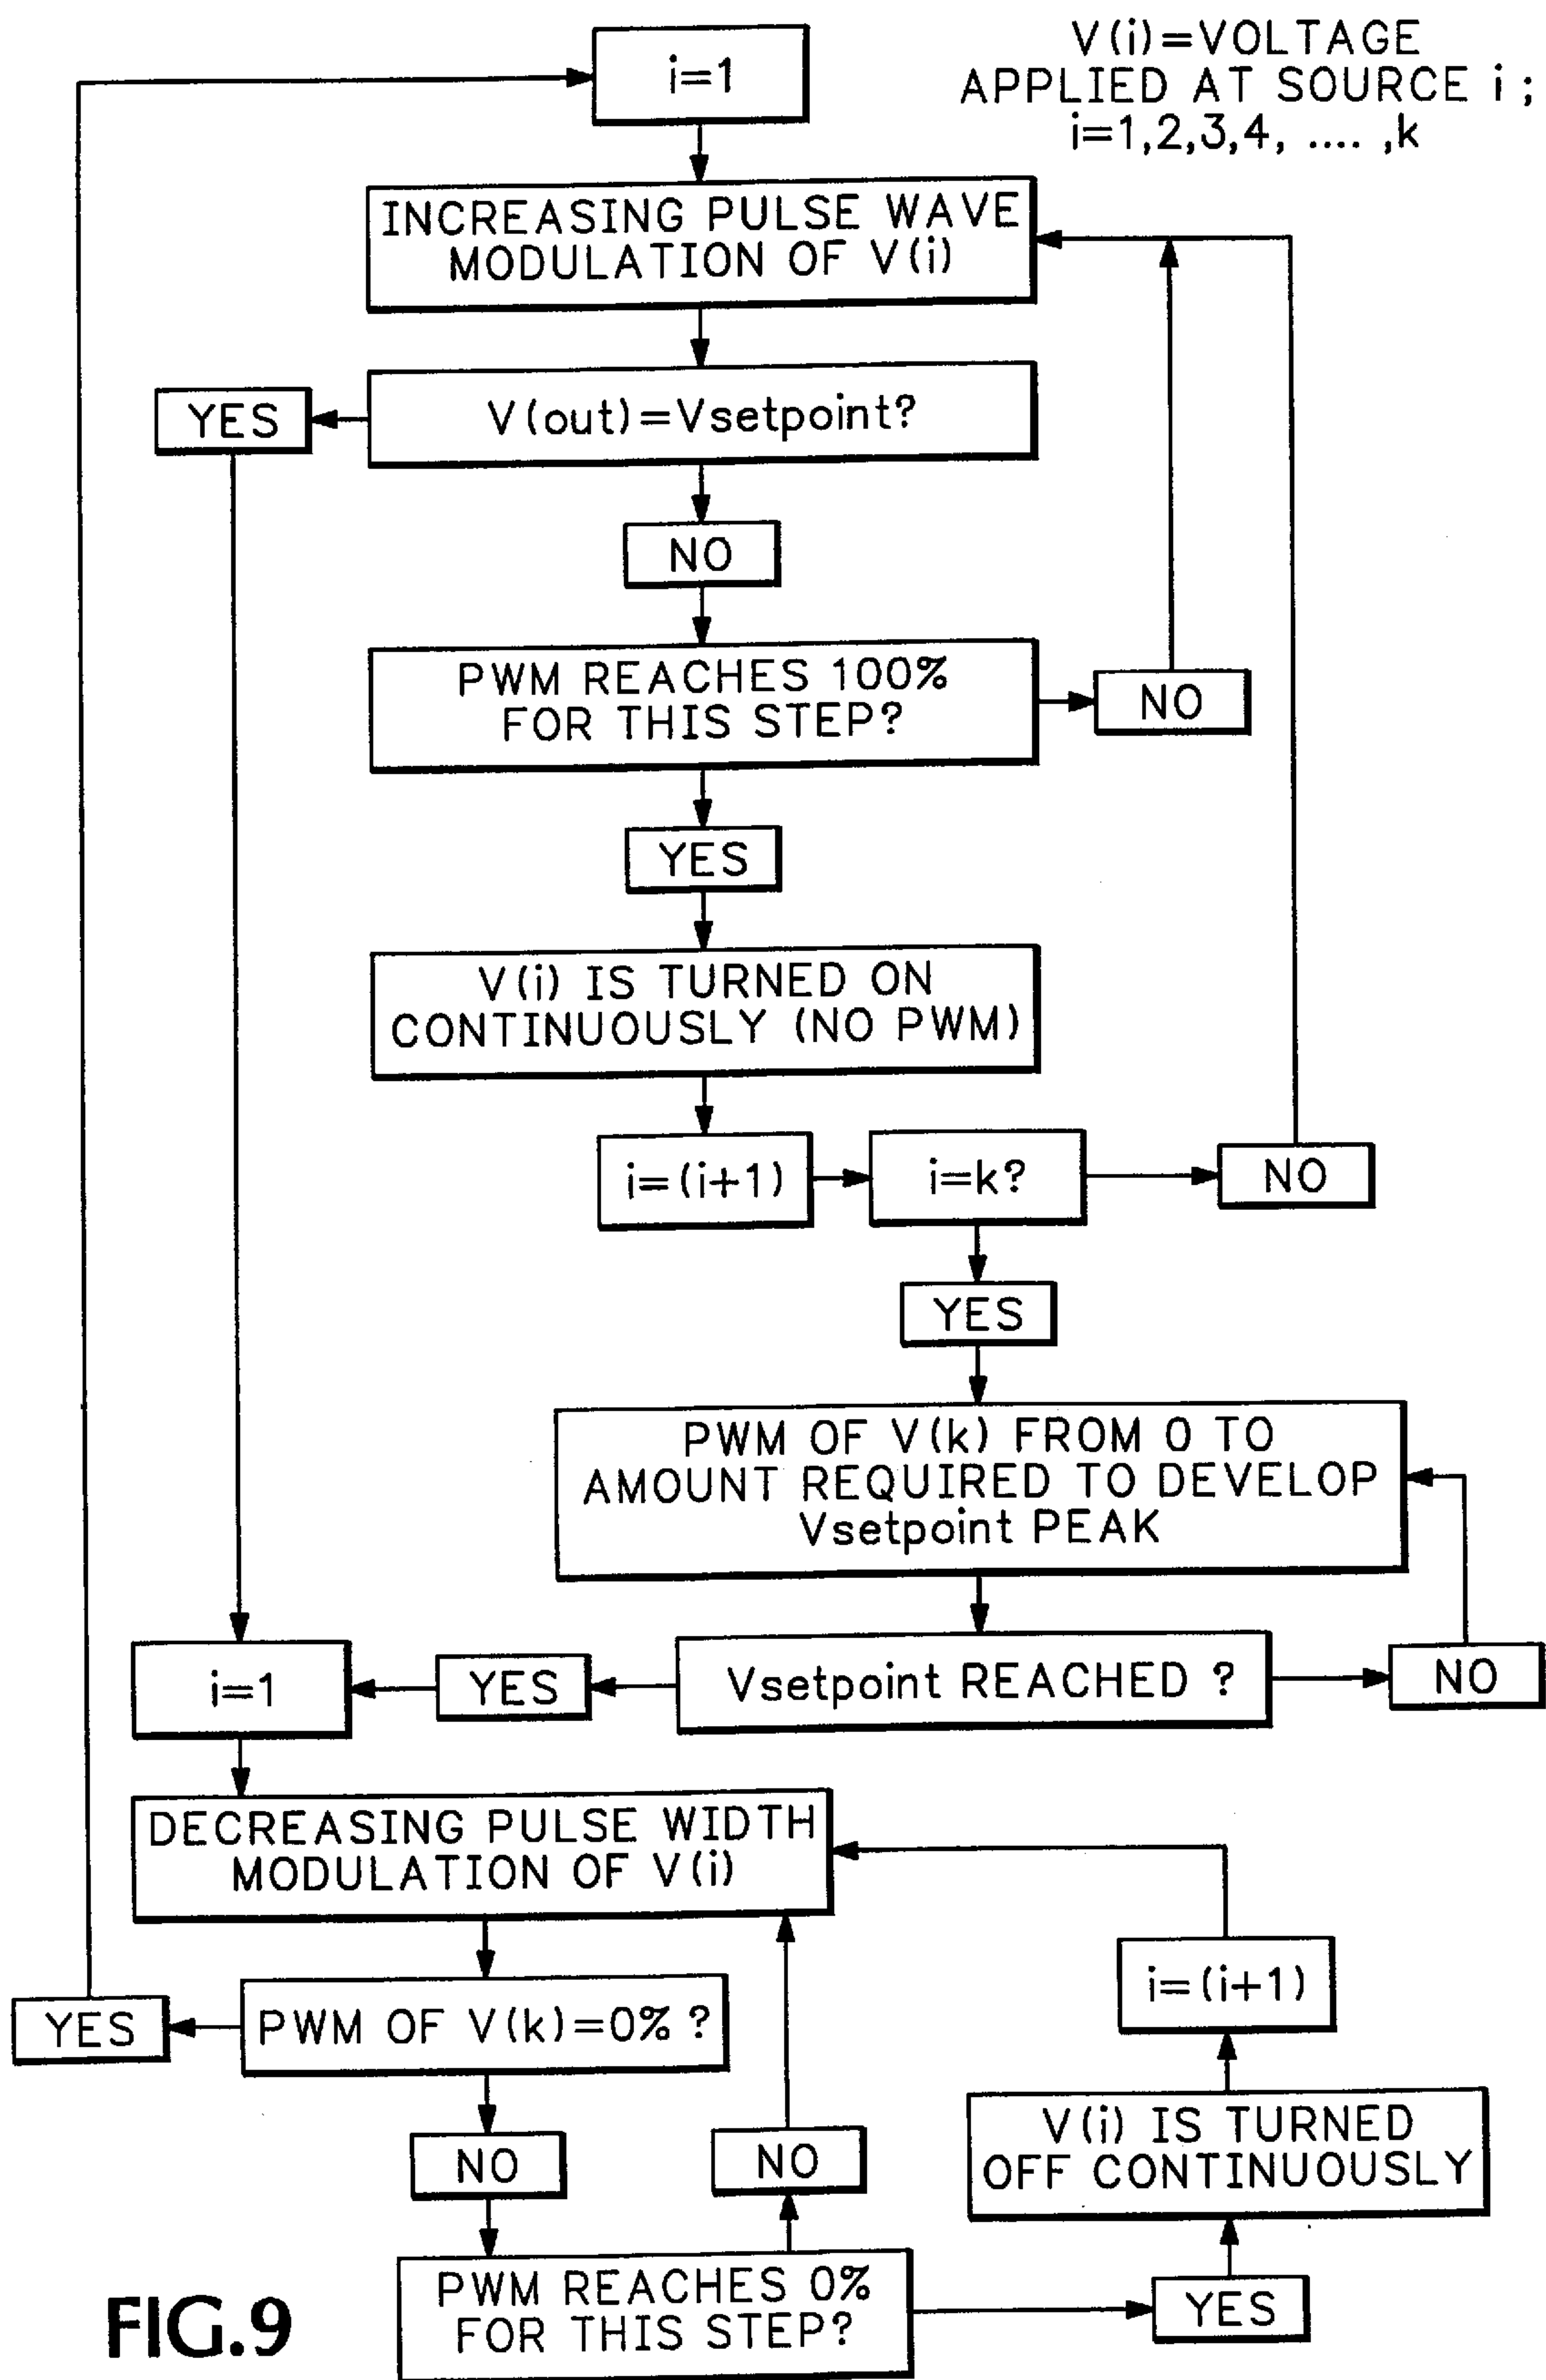 i=1
V(i)=VOLTAGE
APPLIED AT SOURCE i ;
i=1,2,3,4, .... ,k
INCREASING PULSE WAVE
MODULATION OF V(i)
YES
V(out)=Vsetpoint?
NO
PWM REACHES 100%
FOR THIS STEP?
NO
YES
V(i) IS TURNED ON
CONTINUOUSLY (NO PWM)
i=(i+1)
i=k?
NO
YES
PWM OF V(k) FROM 0 TO
AMOUNT REQUIRED TO DEVELOP
Vsetpoint PEAK
i=1
YES
Vsetpoint REACHED ?
NO
DECREASING PULSE WIDTH
MODULATION OF V(i)
i=(i+1)
YES
PWM OF V(k)=0% ?
NO
NO
V(i) IS TURNED
OFF CONTINUOUSLY
PWM REACHES 0%
FOR THIS STEP?
YES
FIG.9